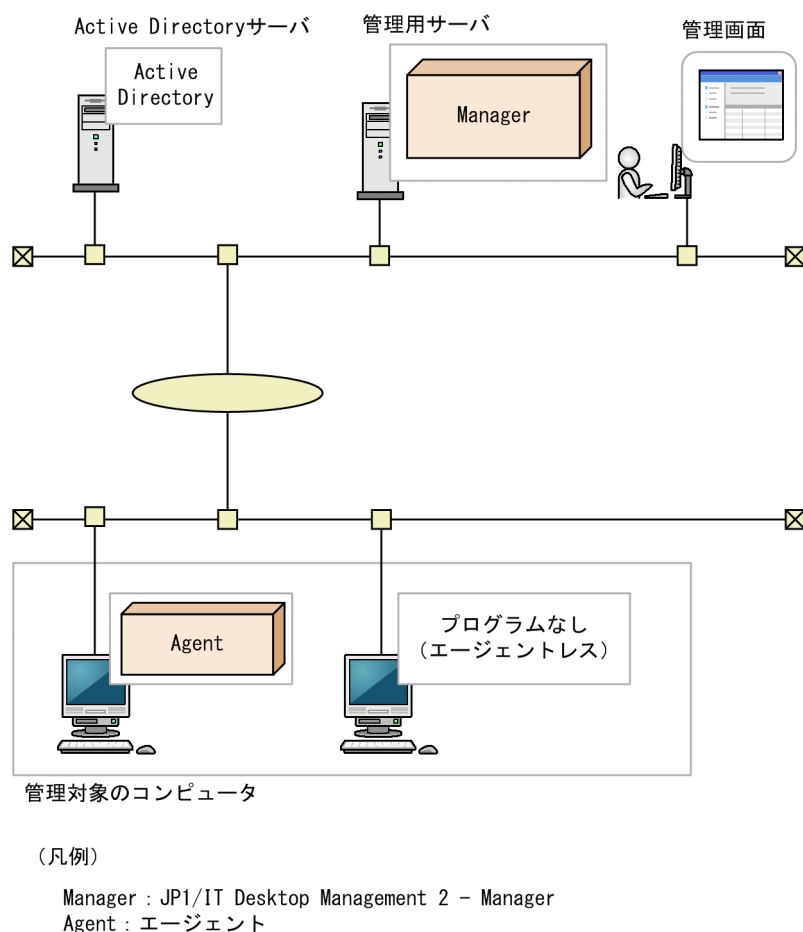 Active Directoryサーバ
管理用サーバ
管理画面
Active
Directory
Manager
Agent
プログラムなし
（エージェントレス）
管理対象のコンピュータ
（凡例）
Manager：JP1/IT Desktop Management 2 − Manager
Agent：エージェント